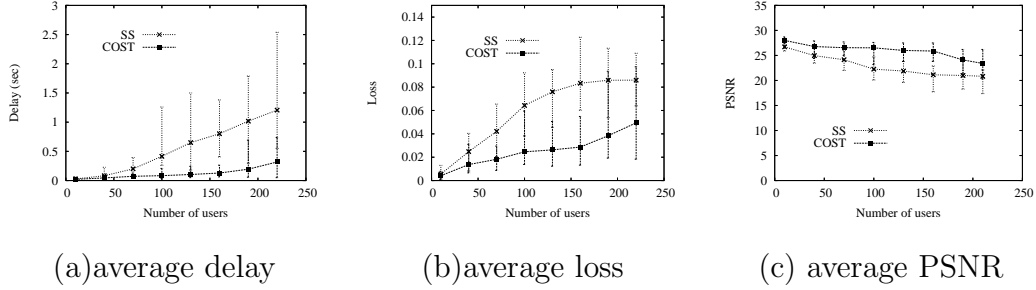 3
2.5
2
1.5
1
0.5
0
Delay (sec)
SS
COST
0 50 100 150 200 250
Number of users
(a)average delay
0.14
0.12
0.1
0.08
0.06
0.04
0.02
0
Loss
SS
COST
0 50 100 150 200 250
Number of users
(b)average loss
35
30
25
20
15
10
5
0
PSNR
SS
COST
0 50 100 150 200 250
Number of users
(c) average PSNR